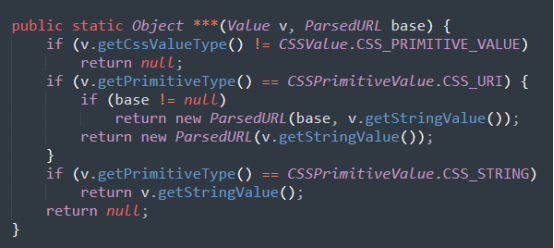 public static Object ***(Value v, ParsedURL base) {
    if (v.getCssValueType() != CSSValue.CSS_PRIMITIVE_VALUE)
        return null;
    if (v.getPrimitiveType() == CSSPrimitiveValue.CSS_URI) {
        if (base != null)
            return new ParsedURL(base, v.getStringValue());
        return new ParsedURL(v.getStringValue());
    }
    if (v.getPrimitiveType() == CSSPrimitiveValue.CSS_STRING)
        return v.getStringValue();
    return null;
}